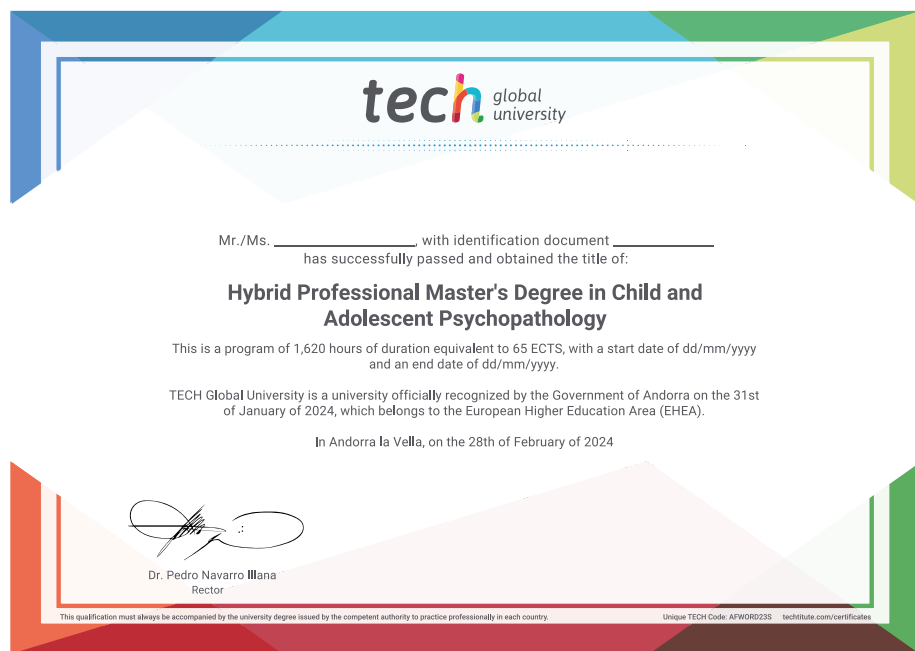 tech global university
Mr./Ms. ____________, with identification document ____________
has successfully passed and obtained the title of:
Hybrid Professional Master's Degree in Child and
Adolescent Psychopathology
This is a program of 1,620 hours of duration equivalent to 65 ECTS, with a start date of dd/mm/yyyy
and an end date of dd/mm/yyyy.
TECH Global University is a university officially recognized by the Government of Andorra on the 31st
of January of 2024, which belongs to the European Higher Education Area (EHEA).
In Andorra la Vella, on the 28th of February of 2024
Dr. Pedro Navarro Illana
Rector
This qualification must always be accompanied by the university degree issued by the competent authority to practice professionally in each country.
Unique TECH Code: AFWORD23S techtitute.com/certificates